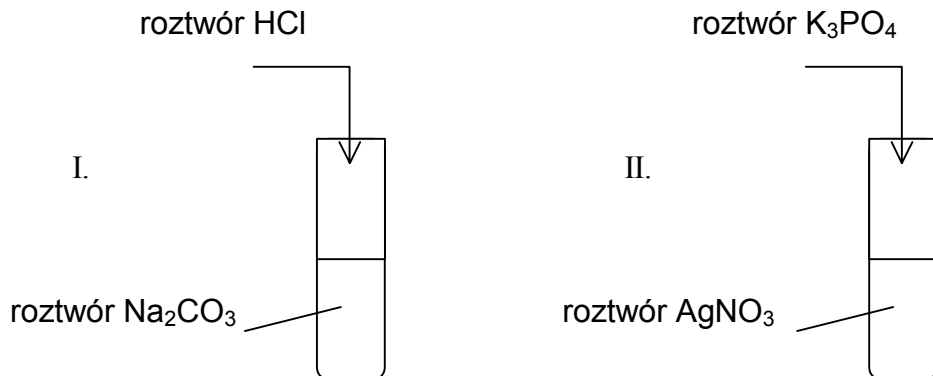 roztwór HCl
roztwór K₃PO₄
I.
II.
roztwór Na₂CO₃
roztwór AgNO₃